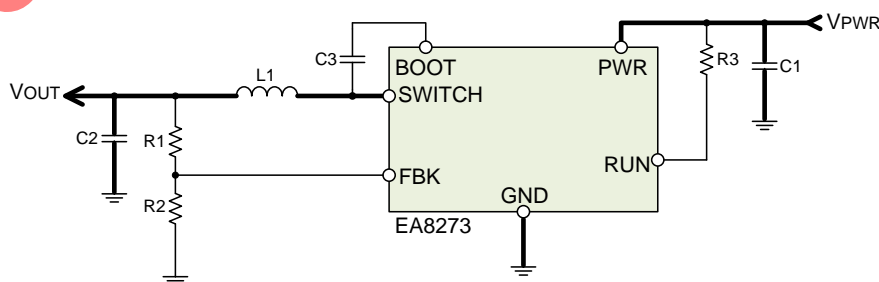 VPWR
C3
BOOT
PWR
R3
C1
L1
VOUT
SWITCH
C2
R1
RUN
FBK
GND
R2
EA8273